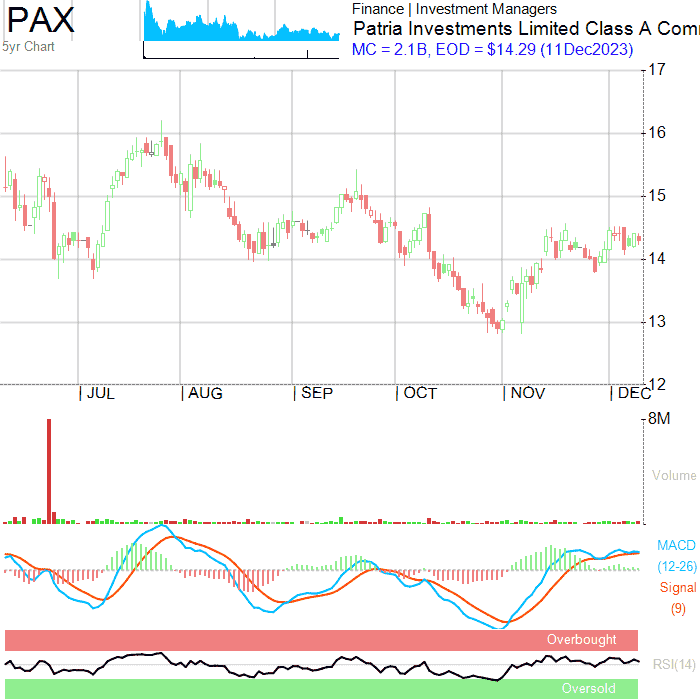 PAX
5yr Chart
Finance | Investment Managers
Patria Investments Limited Class A Com
MC = 2.1B, EOD = $14.29 (11Dec2023)
17
16
15
14
13
12
JUL
AUG
SEP
OCT
NOV
DEC
8M
Volume
MACD
(12-26)
Signal
(9)
Overbought
RSI(14)
Oversold